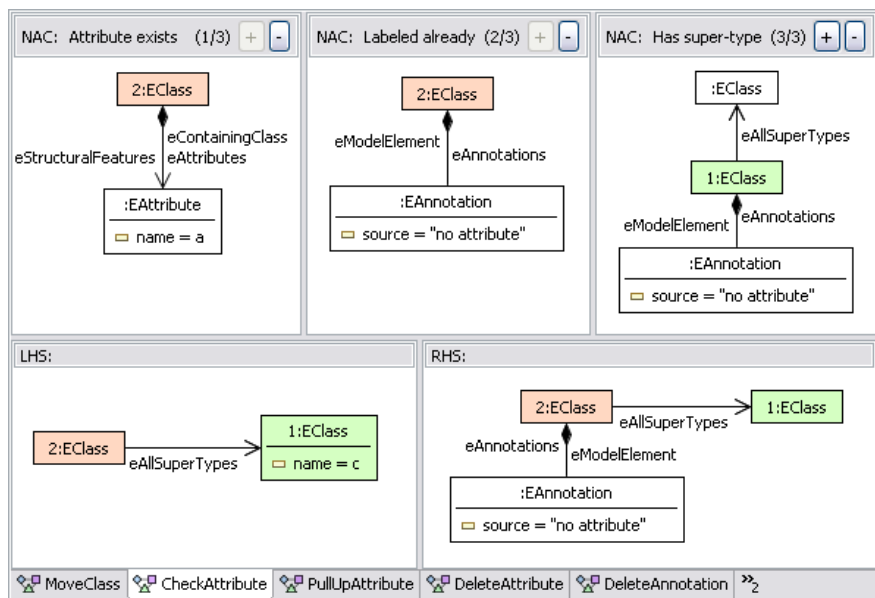 NAC: Attribute exists (1/3) + -
2:EClass
eContainingClass
eStructuralFeatures eAttributes
:EAttribute
name = a
NAC: Labeled already (2/3) + -
2:EClass
eModelElement
eAnnotations
:EAnnotation
source = "no attribute"
NAC: Has super-type (3/3) + -
:EClass
eAllSuperTypes
1:EClass
eAnnotations
eModelElement
:EAnnotation
source = "no attribute"
LHS:
2:EClass
eAllSuperTypes
1:EClass
name = c
RHS:
2:EClass
eAllSuperTypes
1:EClass
eAnnotations
eModelElement
:EAnnotation
source = "no attribute"
MoveClass CheckAttribute PullUpAttribute DeleteAttribute DeleteAnnotation »2